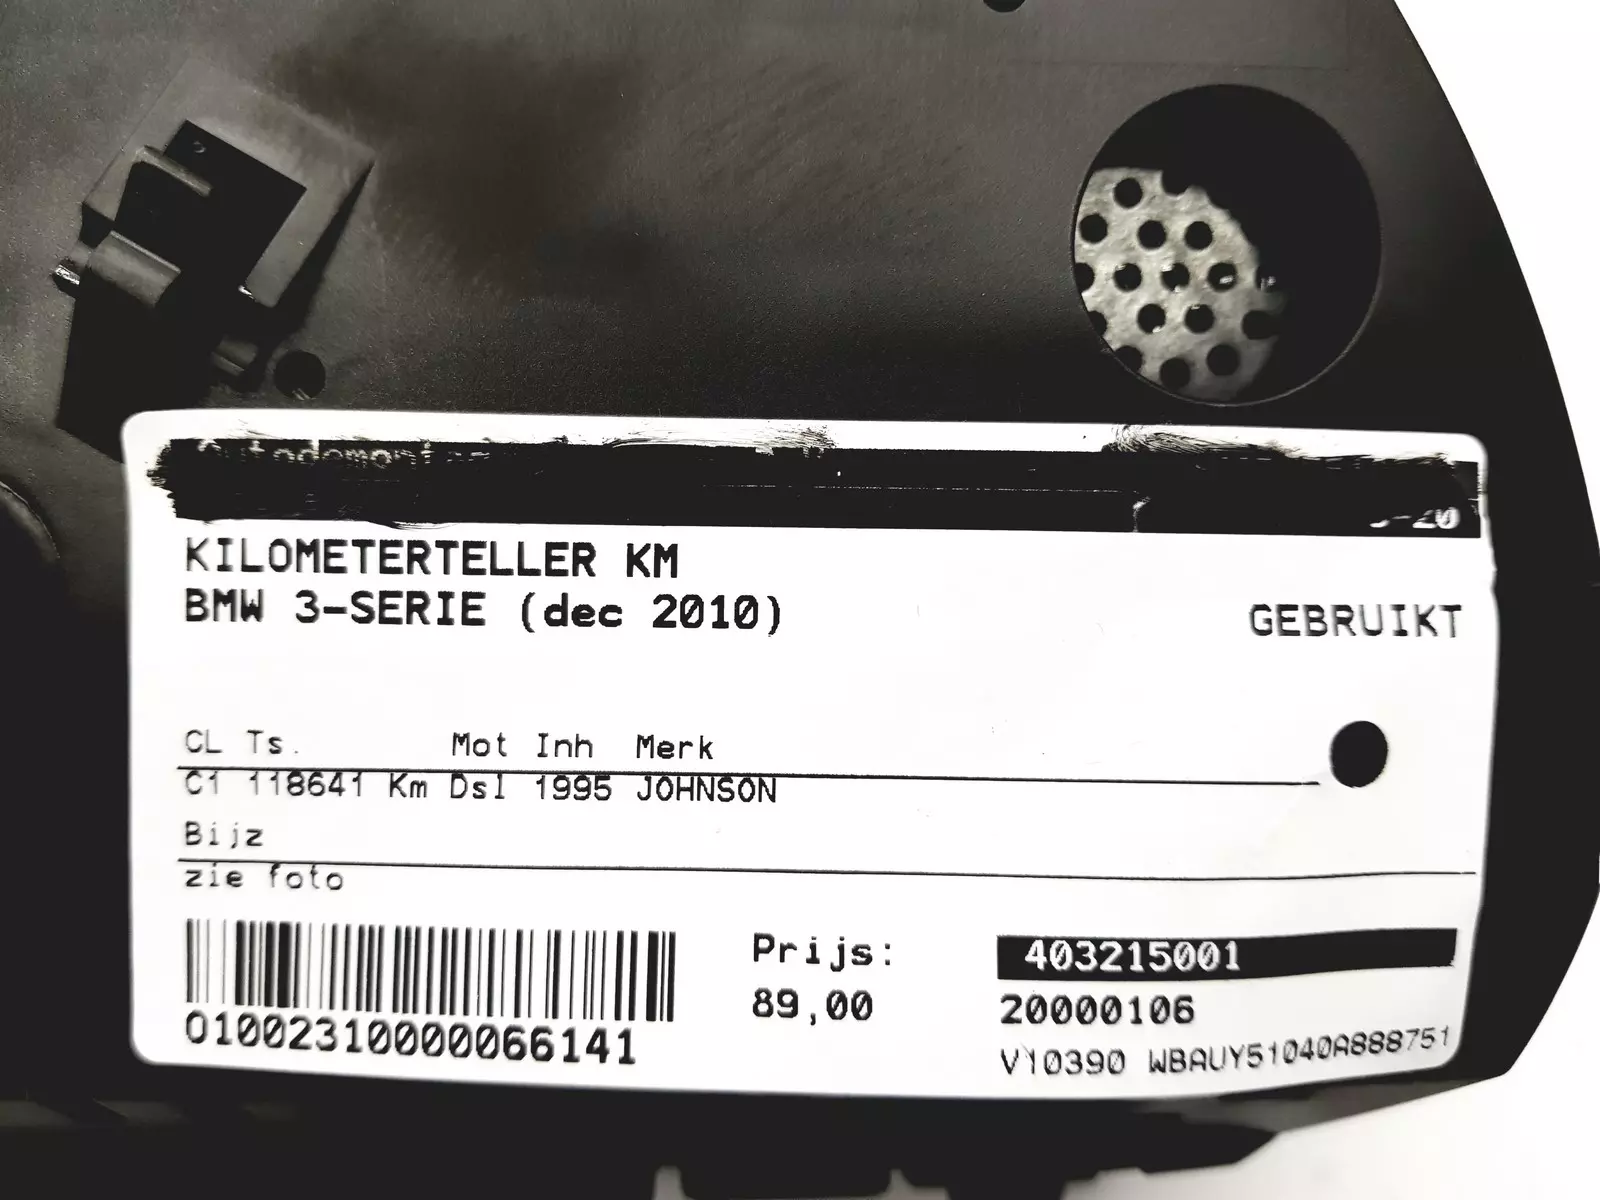 KILOMETERTELLER KM
BMW 3-SERIE (dec 2010)
GEBRUIKT
CL Ts. Mot Inh Merk
C1 118641 Km Dsl 1995 JOHNSON
Bijz
zie foto
Prijs:
89,00
403215001
20000106
V10390 WBAUY51040A888751
01002310000066141